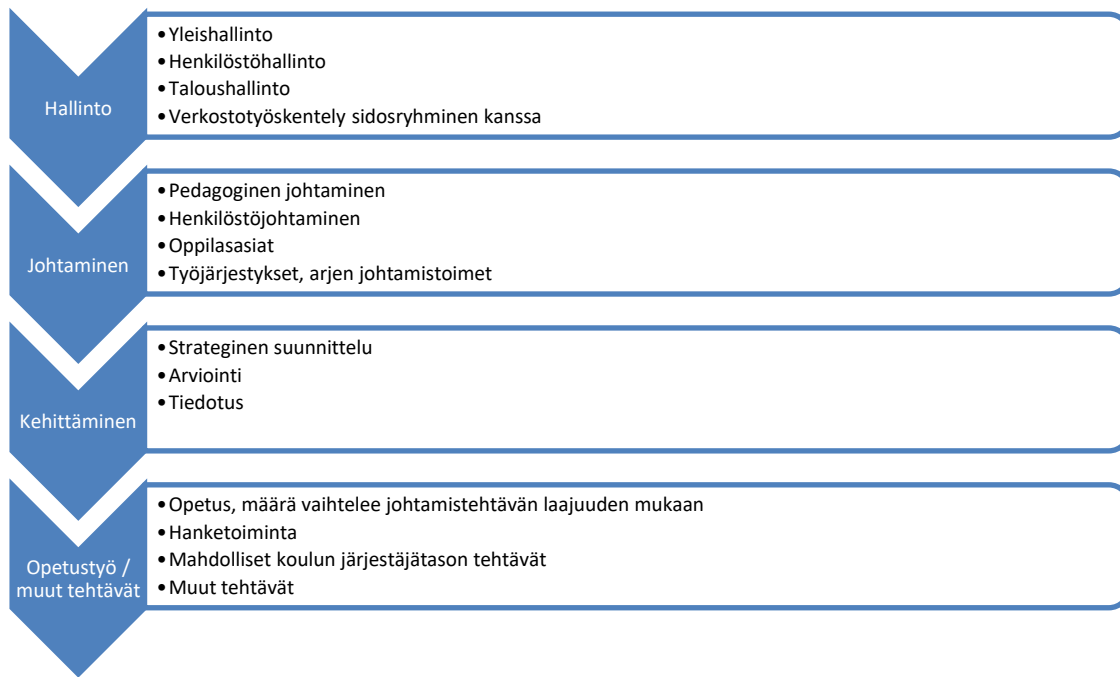 Hallinto
•Yleishallinto
•Henkilöstöhallinto
•Taloushallinto
•Verkostotyöskentely sidosryhminen kanssa
Johtaminen
•Pedagoginen johtaminen
•Henkilöstöjohtaminen
•Oppilasasiat
•Työjärjestykset, arjen johtamistoimet
Kehittäminen
•Strateginen suunnittelu
•Arviointi
•Tiedotus
Opetustyö /
muut tehtävät
•Opetus, määrä vaihtelee johtamistehtävän laajuuden mukaan
•Hanketoiminta
•Mahdolliset koulun järjestäjätason tehtävät
•Muut tehtävät